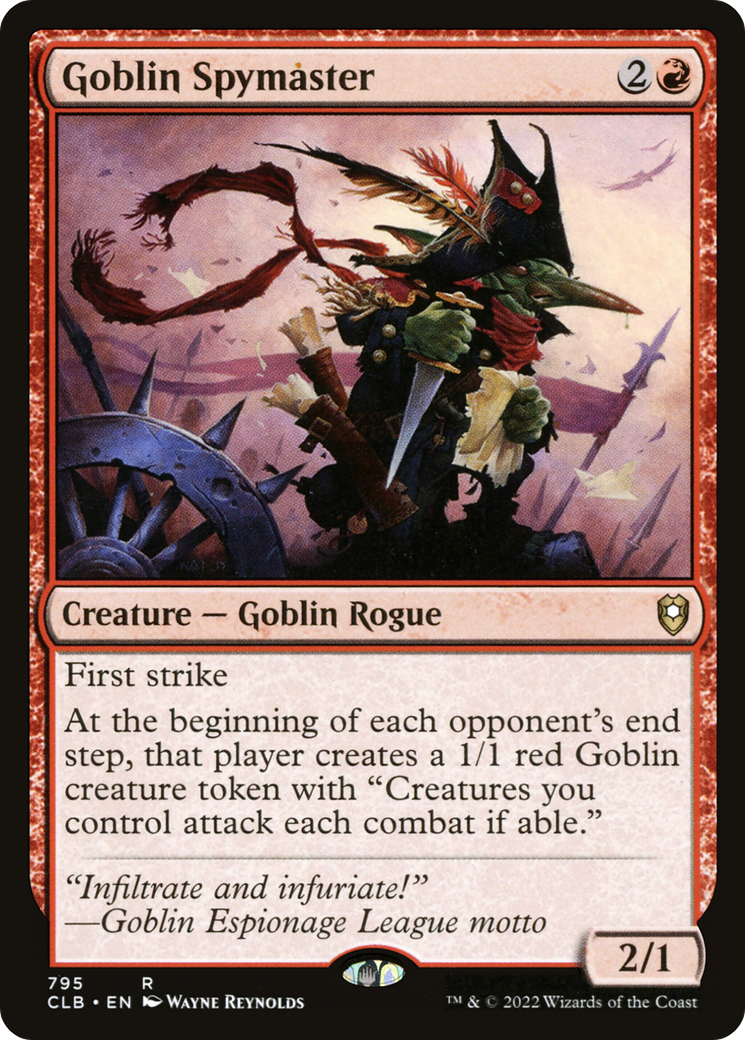 Goblin Spymaster
2
Creature — Goblin Rogue
First strike
At the beginning of each opponent's end
step, that player creates a 1/1 red Goblin
creature token with “Creatures you
control attack each combat if able.”
“Infiltrate and infuriate!”
—Goblin Espionage League motto
2/1
795 R
CLB • EN WAYNE REYNOLDS
™ & © 2022 Wizards of the Coast